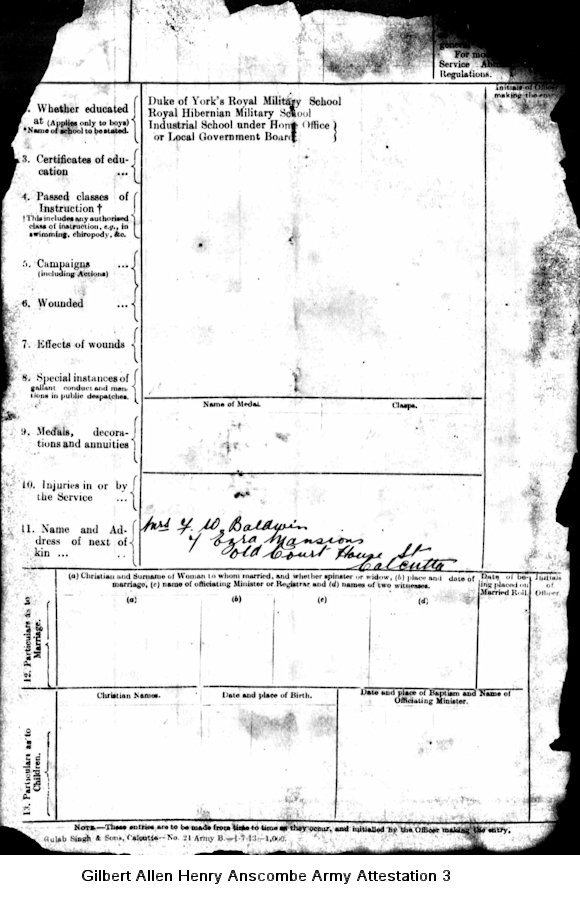 For mo
Service
Regulations.
Initials of Officer
making the entry.
Whether educated
at (Applies only to boys)
*Name of school to be stated.
Duke of York's Royal Military School
Royal Hibernian Military School
Industrial School under Home Office
or Local Government Board
3. Certificates of edu-
cation ...
4. Passed classes of
Instruction †
†This includes any authorised
class of instruction, e.g., in
swimming, chiropody, &c.
5. Campaigns ...
(including Actions)
6. Wounded ...
7. Effects of wounds
8. Special instances of
gallant conduct and men-
tions in public despatches.
Name of Medal.
Clasps.
9. Medals, decora-
tions and annuities
10. Injuries in or by
the Service ...
11. Name and Ad-
dress of next of
kin ... ..
Mrs F. W. Baldwin
Ezra Mansions
Old Court House St
Calcutta
(a) Christian and Surname of Woman to whom married, and whether spinster or widow, (b) place and date of
marriage, (c) name of officiating Minister or Registrar and (d) names of two witnesses.
Date of be-
ing placed on
Married Roll.
Initials
of
Officer.
(a) (b) (c) (d)
12. Particulars as to
Marriage.
Christian Names.
Date and place of Birth.
Date and place of Baptism and Name of
Officiating Minister.
13. Particulars as to
Children.
NOTE.—These entries are to be made from time to time as they occur, and initialled by the Officer making the entry.
Gulab Singh & Sons, Calcutta—No. 21 Army B.—1-7-13—1,000.
Gilbert Allen Henry Anscombe Army Attestation 3